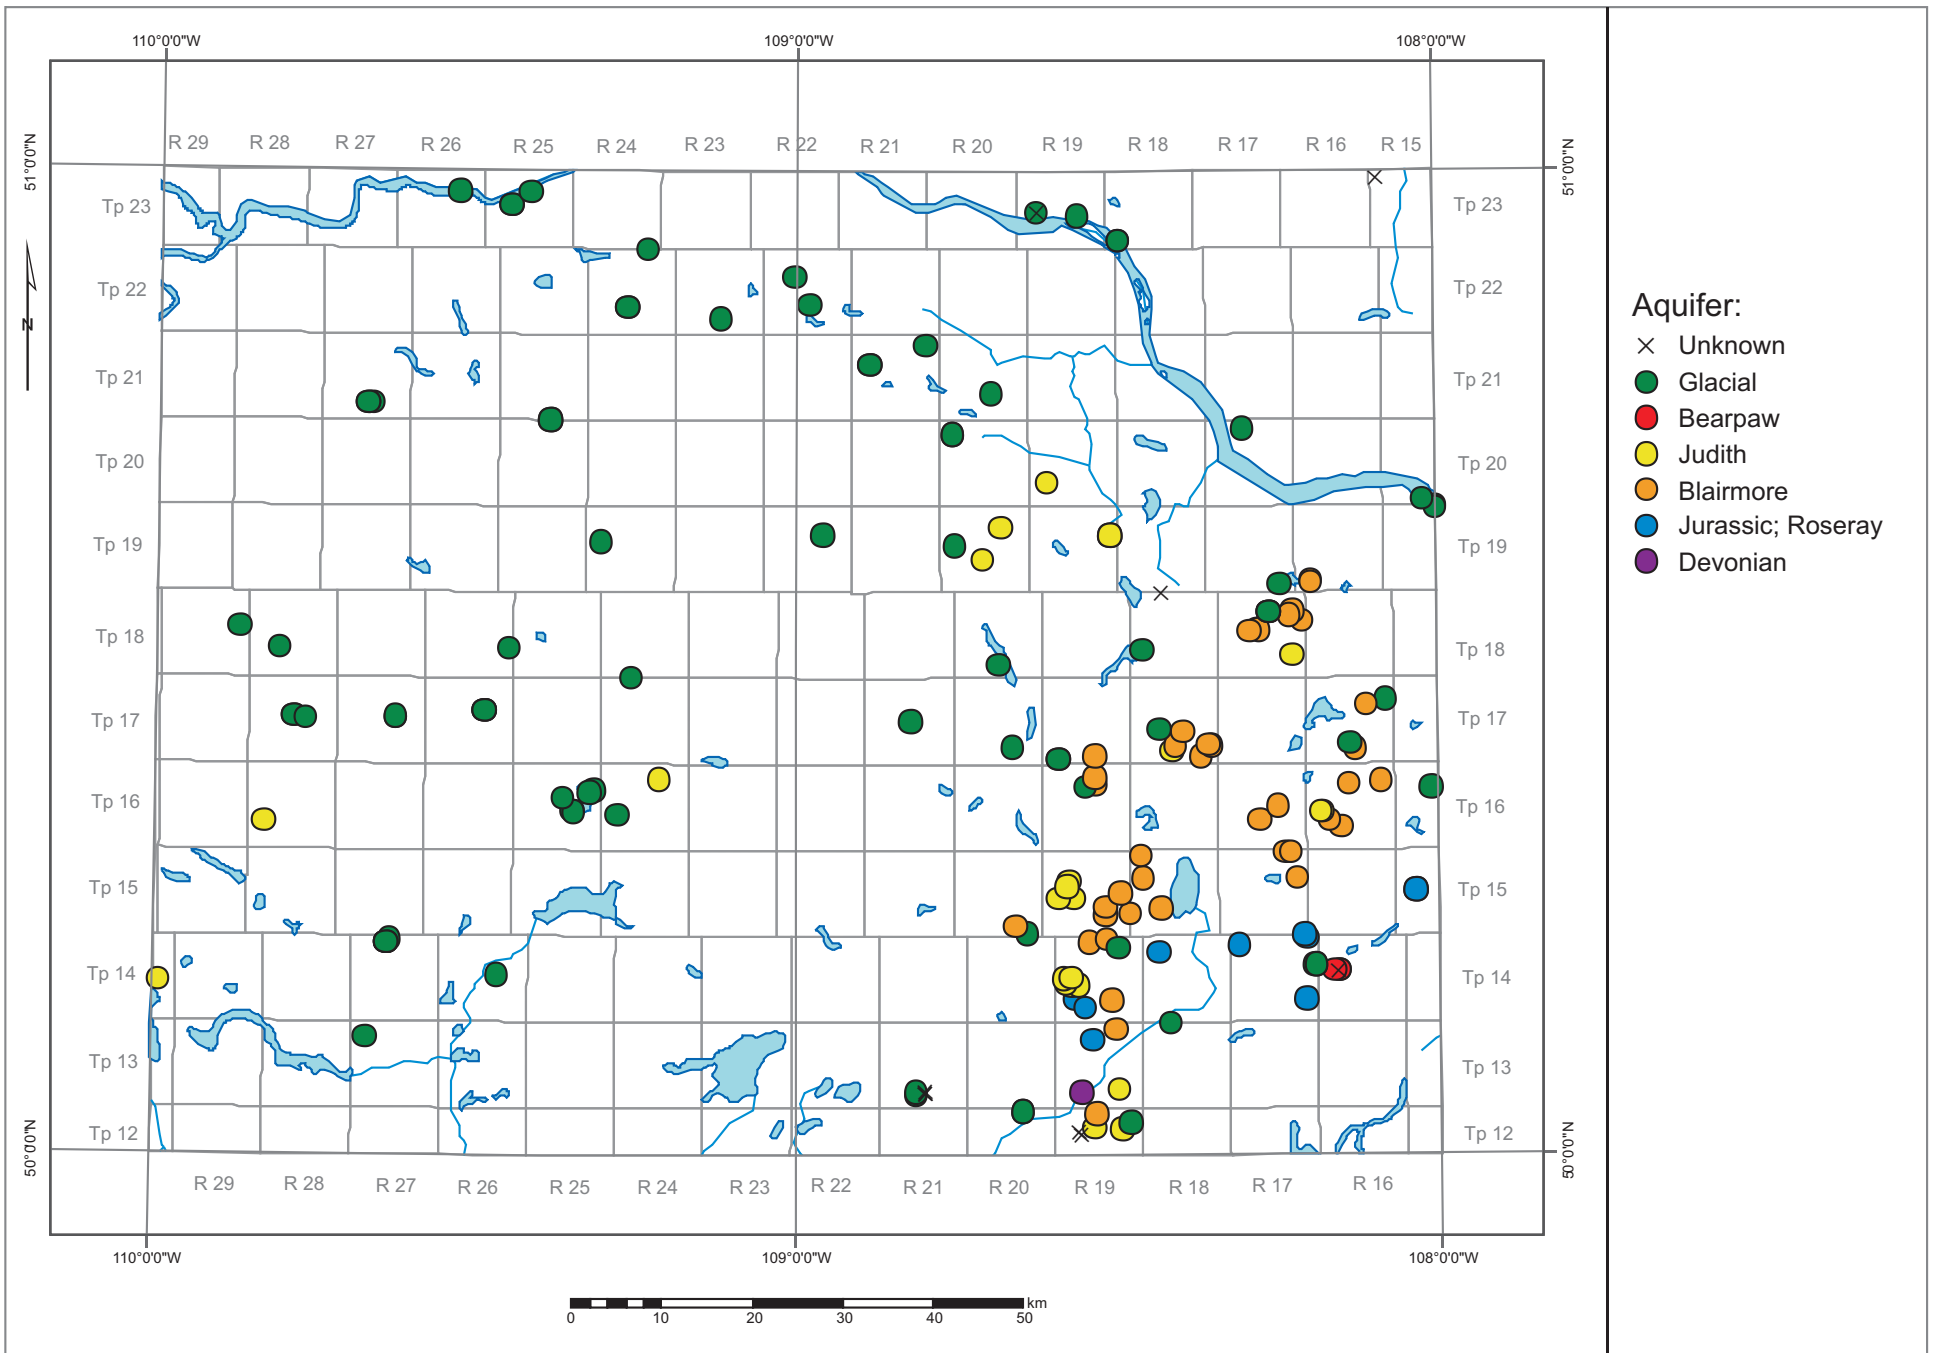 110°0'0"W 109°0'0"W 108°0'0"W
R 29 R 28 R 27 R 26 R 25 R 24 R 23 R 22 R 21 R 20 R 19 R 18 R 17 R 16 R 15
51°0'0"N 51°0'0"N
Tp 23 Tp 23
Tp 22 Tp 22
N
Tp 21 Tp 21
Tp 20 Tp 20
Tp 19 Tp 19
Tp 18 Tp 18
Tp 17 Tp 17
Tp 16 Tp 16
Tp 15 Tp 15
Tp 14 Tp 14
Tp 13 Tp 13
Tp 12 Tp 12
50°0'0"N 50°0'0"N
R 29 R 28 R 27 R 26 R 25 R 24 R 23 R 22 R 21 R 20 R 19 R 18 R 17 R 16
110°0'0"W 109°0'0"W 108°0'0"W
km
0 10 20 30 40 50
Aquifer:
Unknown
Glacial
Bearpaw
Judith
Blairmore
Jurassic; Roseray
Devonian